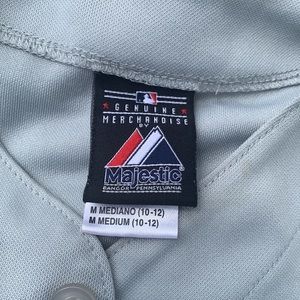 GENUINE
MERCHANDISE
BY
Majestic
BANGOR PENNSYLVANIA
M MEDIANO (10-12)
M MEDIUM (10-12)